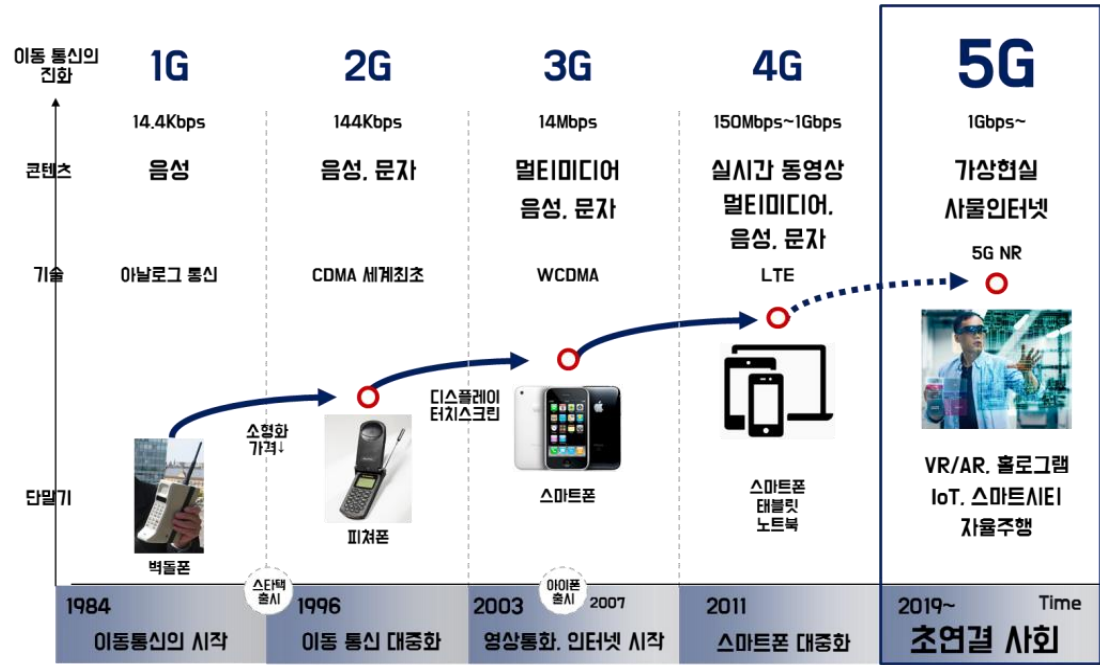 이동 통신의
진화
1G
2G
3G
4G
5G
14.4Kbps
144Kbps
14Mbps
150Mbps~1Gbps
1Gbps~
콘텐츠
음성
음성, 문자
멀티미디어
음성, 문자
실시간 동영상
멀티미디어,
음성, 문자
가상현실
사물인터넷
기술
아날로그 통신
CDMA 세계최초
WCDMA
LTE
5G NR
소형화
가격↓
디스플레이
터치스크린
단말기
벽돌폰
피쳐폰
스마트폰
스마트폰
태블릿
노트북
VR/AR, 홀로그램
IoT, 스마트시티
자율주행
스타택
출시
아이폰
출시
1984
이동통신의 시작
1996
이동 통신 대중화
2003
2007
영상통화, 인터넷 시작
2011
스마트폰 대중화
2019~
Time
초연결 사회